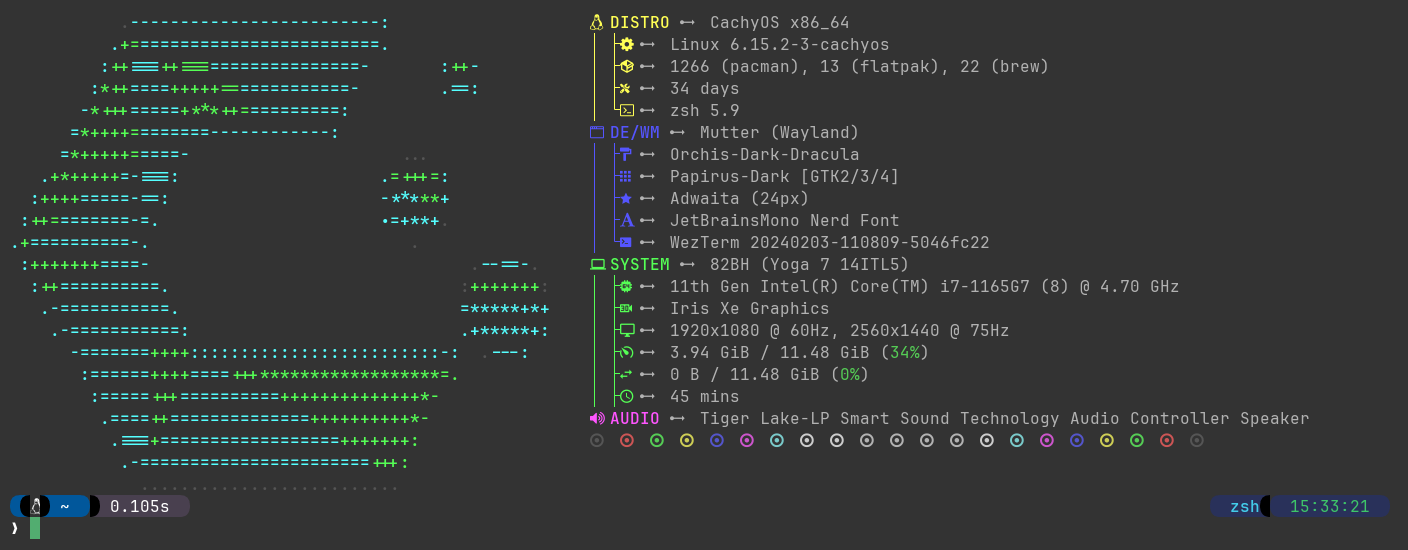 DISTRO CachyOS x86_64
Linux 6.15.2-3-cachyos
1266 (pacman), 13 (flatpak), 22 (brew)
34 days
zsh 5.9
DE/WM Mutter (Wayland)
Orchis-Dark-Dracula
Papirus-Dark [GTK2/3/4]
Adwaita (24px)
JetBrainsMono Nerd Font
WezTerm 20240203-110809-5046fc22
SYSTEM 82BH (Yoga 7 14ITL5)
11th Gen Intel(R) Core(TM) i7-1165G7 (8) @ 4.70 GHz
Iris Xe Graphics
1920x1080 @ 60Hz, 2560x1440 @ 75Hz
3.94 GiB / 11.48 GiB (34%)
0 B / 11.48 GiB (0%)
45 mins
AUDIO Tiger Lake-LP Smart Sound Technology Audio Controller Speaker
~ 0.105s zsh 15:33:21
❯